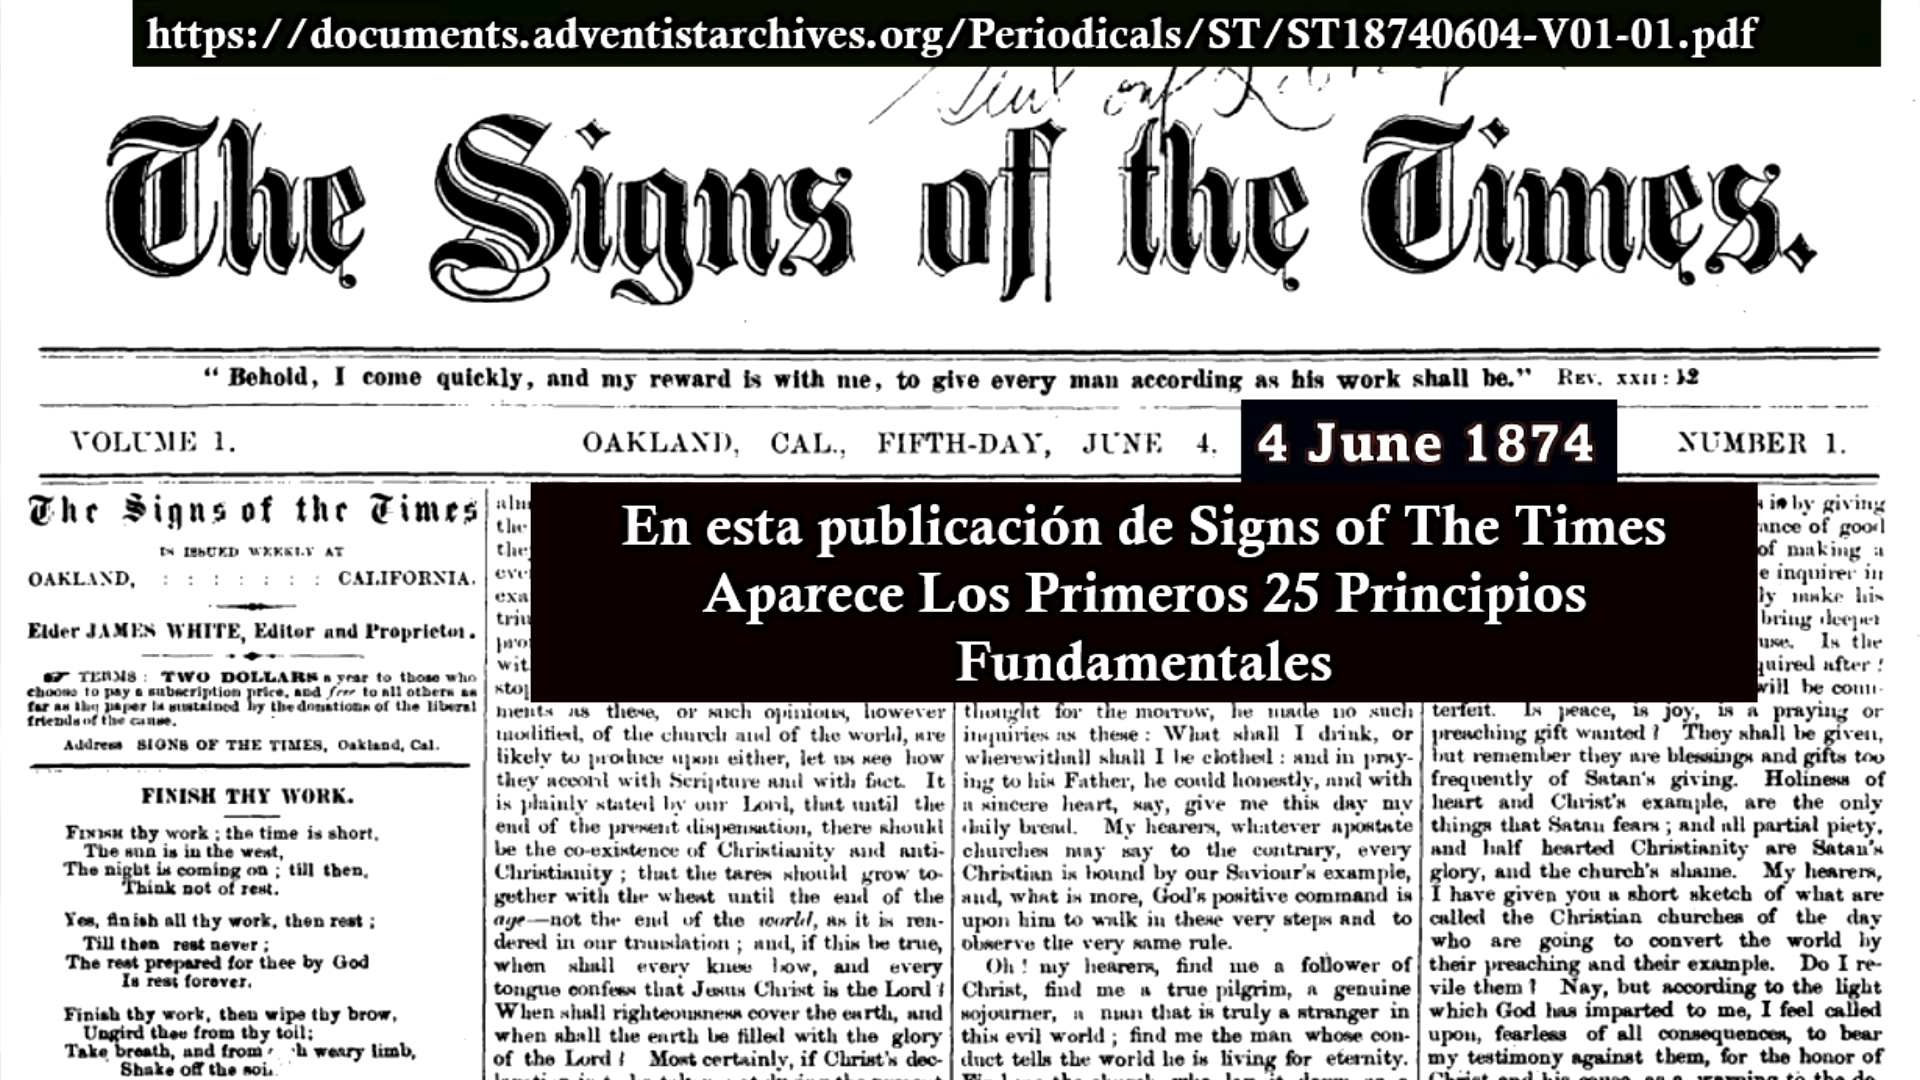 https://documents.adventistarchives.org/Periodicals/ST/ST18740604-V01-01.pdf
The Signs of the Times.
“ Behold, I come quickly, and my reward is with me, to give every man according as his work shall be.” Rev. xxii: 12
VOLUME 1. OAKLAND, CAL., FIFTH-DAY, JUNE 4. 4 June 1874 NUMBER 1.
En esta publicación de Signs of The Times
Aparece Los Primeros 25 Principios
Fundamentales
The Signs of the Times
IS ISSUED WEEKLY AT
OAKLAND, : : : : : : : CALIFORNIA.
Elder JAMES WHITE, Editor and Proprietor.
☞ TERMS: TWO DOLLARS a year to those who
choose to pay a subscription price, and free to all others as
far as the paper is sustained by the donations of the liberal
friends of the cause.
Address SIGNS OF THE TIMES, Oakland, Cal.
FINISH THY WORK.
Finish thy work; the time is short.
The sun is in the west,
The night is coming on; till then,
Think not of rest.
Yes, finish all thy work, then rest;
Till then rest never;
The rest prepared for thee by God
Is rest forever.
Finish thy work, then wipe thy brow,
Ungird thee from thy toil;
Take breath, and from weary limb,
Shake off the soil.
the
wit
ments as these, or such opinions, however
modified, of the church and of the world, are
likely to produce upon either, let us see how
they accord with Scripture and with fact. It
is plainly stated by our Lord, that until the
end of the present dispensation, there should
be the co-existence of Christianity and anti-
Christianity; that the tares should grow to-
gether with the wheat until the end of the
age—not the end of the world, as it is ren-
dered in our translation; and, if this be true,
when shall every knee bow, and every
tongue confess that Jesus Christ is the Lord?
When shall righteousness cover the earth, and
when shall the earth be filled with the glory
of the Lord? Most certainly, if Christ's dec-
thought for the morrow, he made no such
inquiries as these: What shall I drink, or
wherewithall shall I be clothed: and in pray-
ing to his Father, he could honestly, and with
a sincere heart, say, give me this day my
daily bread. My hearers, whatever apostate
churches may say to the contrary, every
Christian is bound by our Saviour's example,
and, what is more, God's positive command is
upon him to walk in these very steps and to
observe the very same rule.
Oh! my hearers, find me a follower of
Christ, find me a true pilgrim, a genuine
sojourner, a man that is truly a stranger in
this evil world; find me the man whose con-
duct tells the world he is living for eternity.
is by giving
ance of good
of making a
e inquirer in
ly make his
bring deeper
use. Is the
quired after?
will be coun-
terfeit. Is peace, is joy, is a praying or
preaching gift wanted? They shall be given,
but remember they are blessings and gifts too
frequently of Satan's giving. Holiness of
heart and Christ's example, are the only
things that Satan fears; and all partial piety,
and half hearted Christianity are Satan's
glory, and the church's shame. My hearers,
I have given you a short sketch of what are
called the Christian churches of the day
who are going to convert the world by
their preaching and their example. Do I re-
vile them? Nay, but according to the light
which God has imparted to me, I feel called
upon, fearless of all consequences, to bear
my testimony against them, for the honor of